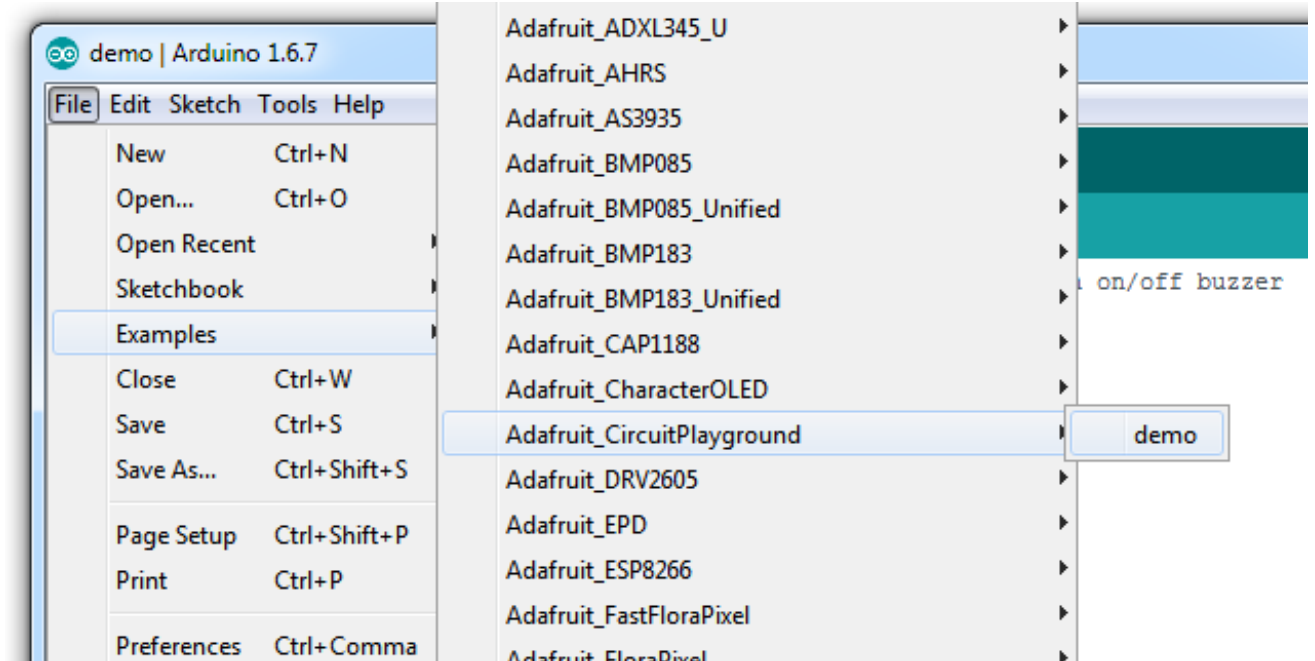 demo | Arduino 1.6.7
File Edit Sketch Tools Help
New Ctrl+N
Open... Ctrl+O
Open Recent
Sketchbook
Examples
Close Ctrl+W
Save Ctrl+S
Save As... Ctrl+Shift+S
Page Setup Ctrl+Shift+P
Print Ctrl+P
Preferences Ctrl+Comma
Adafruit_ADXL345_U
Adafruit_AHRS
Adafruit_AS3935
Adafruit_BMP085
Adafruit_BMP085_Unified
Adafruit_BMP183
Adafruit_BMP183_Unified
Adafruit_CAP1188
Adafruit_CharacterOLED
Adafruit_CircuitPlayground
Adafruit_DRV2605
Adafruit_EPD
Adafruit_ESP8266
Adafruit_FastFloraPixel
Adafruit_FloraPixel
demo
on/off buzzer